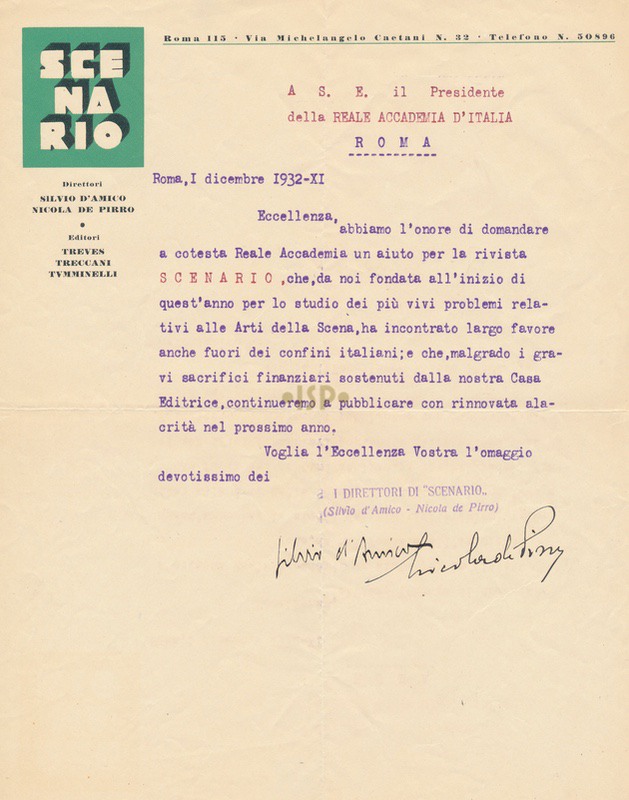 Roma 115 · Via Michelangelo Caetani N. 32 · Telefono N. 50896
SCE
NA
RIO
Direttori
SILVIO D'AMICO
NICOLA DE PIRRO
Editori
TREVES
TRECCANI
TVMMINELLI
A S. E. il Presidente
della REALE ACCADEMIA D'ITALIA
R O M A
Roma,I dicembre I932-XI
Eccellenza,
abbiamo l'onore di domandare
a cotesta Reale Accademia un aiuto per la rivista
S C E N A R I O ,che,da noi fondata all'inizio di
quest'anno per lo studio dei più vivi problemi rela-
tivi alle Arti della Scena,ha incontrato largo favore
anche fuori dei confini italiani;e che,malgrado i gra-
vi sacrifici finanziari sostenuti dalla nostra Casa
•ISP•
Editrice,continueremo a pubblicare con rinnovata ala-
crità nel prossimo anno.
Voglia l'Eccellenza Vostra l'omaggio
devotissimo dei
I DIRETTORI DI "SCENARIO„
(Silvio d'Amico - Nicola de Pirro)
Silvio d'Amico Nicola de Pirro